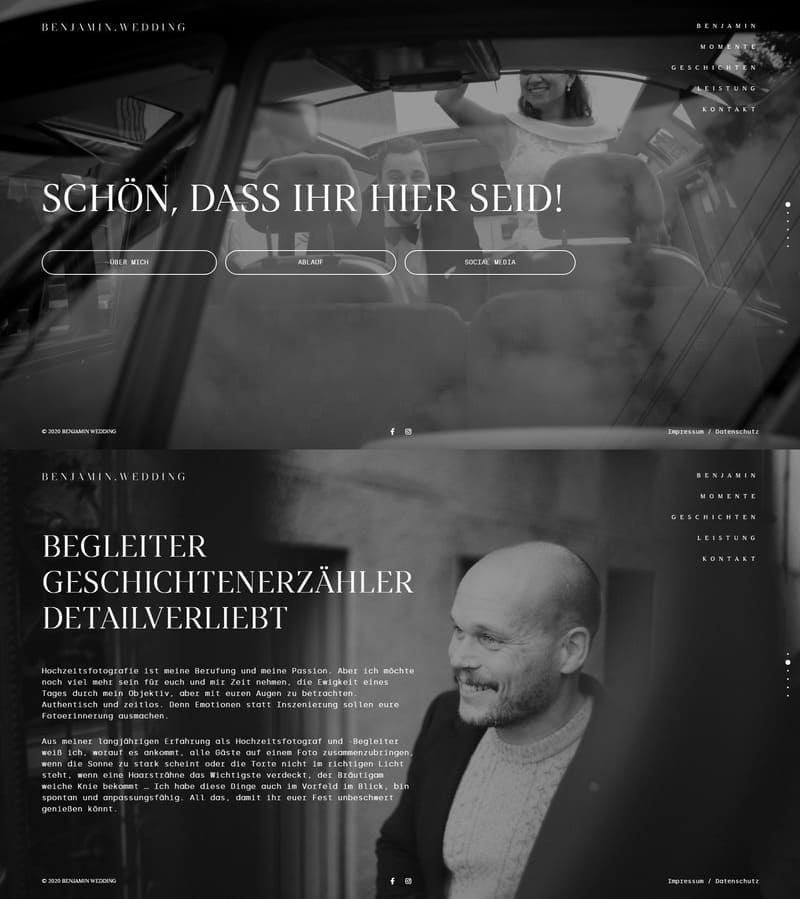 BENJAMIN.WEDDING
BENJAMIN
MOMENTE
GESCHICHTEN
LEISTUNG
KONTAKT
SCHÖN, DASS IHR HIER SEID!
ÜBER MICH
ABLAUF
SOCIAL MEDIA
© 2020 BENJAMIN WEDDING
Impressum / Datenschutz
BENJAMIN.WEDDING
BENJAMIN
MOMENTE
GESCHICHTEN
LEISTUNG
KONTAKT
BEGLEITER
GESCHICHTENERZÄHLER
DETAILVERLIEBT
Hochzeitsfotografie ist meine Berufung und meine Passion. Aber ich möchte
noch viel mehr sein für euch und mir Zeit nehmen, die Ewigkeit eines
Tages durch mein Objektiv, aber mit euren Augen zu betrachten.
Authentisch und zeitlos. Denn Emotionen statt Inszenierung sollen eure
Fotoerinnerung ausmachen.
Aus meiner langjährigen Erfahrung als Hochzeitsfotograf und -Begleiter
weiß ich, worauf es ankommt, alle Gäste auf einem Foto zusammenzubringen,
wenn die Sonne zu stark scheint oder die Torte nicht im richtigen Licht
steht, wenn eine Haarsträhne das Wichtigste verdeckt, der Bräutigam
weiche Knie bekommt … Ich habe diese Dinge auch im Vorfeld im Blick, bin
spontan und anpassungsfähig. All das, damit ihr euer Fest unbeschwert
genießen könnt.
© 2020 BENJAMIN WEDDING
Impressum / Datenschutz